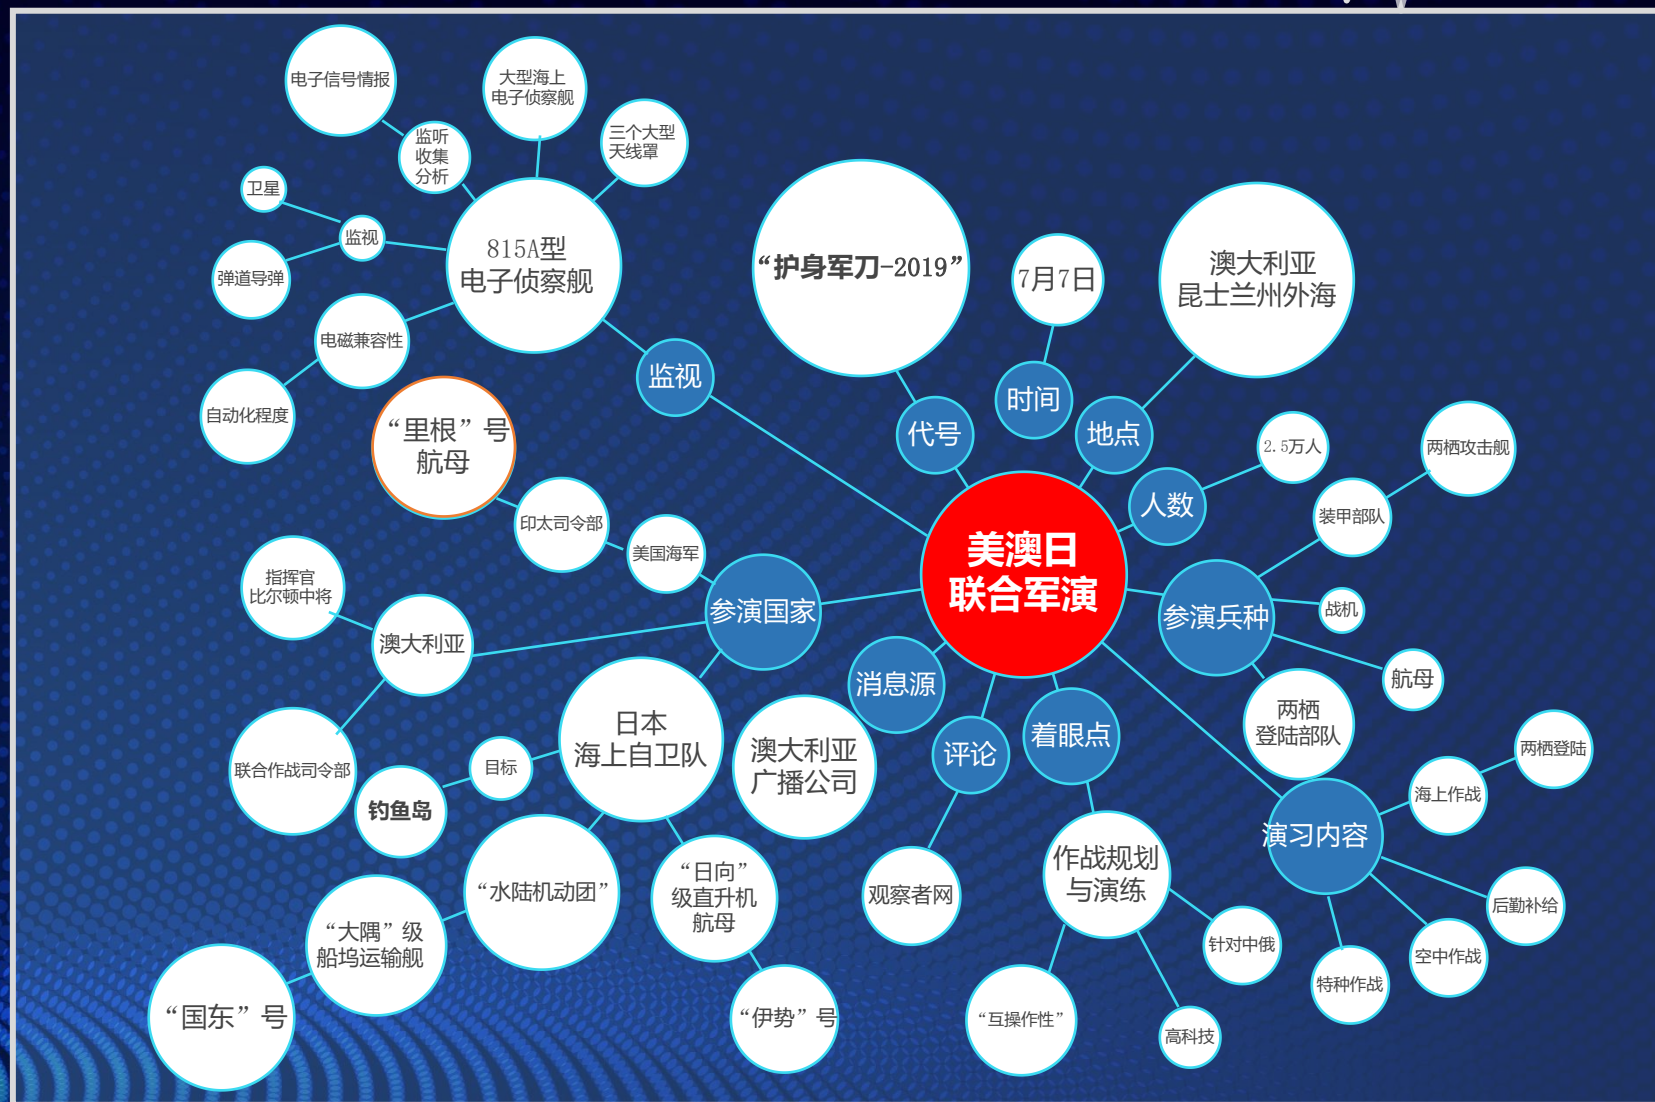 电子信号情报
大型海上
电子侦察舰
三个大型
天线罩
监听
收集
分析
卫星
监视
弹道导弹
815A型
电子侦察舰
电磁兼容性
自动化程度
监视
“护身军刀-2019”
7月7日
澳大利亚
昆士兰州外海
代号
时间
地点
人数
2.5万人
两栖攻击舰
装甲部队
“里根”号
航母
印太司令部
美国海军
参演国家
美澳日
联合军演
参演兵种
战机
航母
两栖
登陆部队
指挥官
比尔顿中将
澳大利亚
联合作战司令部
日本
海上自卫队
目标
钓鱼岛
消息源
澳大利亚
广播公司
评论
观察者网
着眼点
作战规划
与演练
针对中俄
“互操作性”
高科技
演习内容
海上作战
两栖登陆
后勤补给
空中作战
特种作战
“水陆机动团”
“日向”
级直升机
航母
“大隅”级
船坞运输舰
“国东”号
“伊势”号